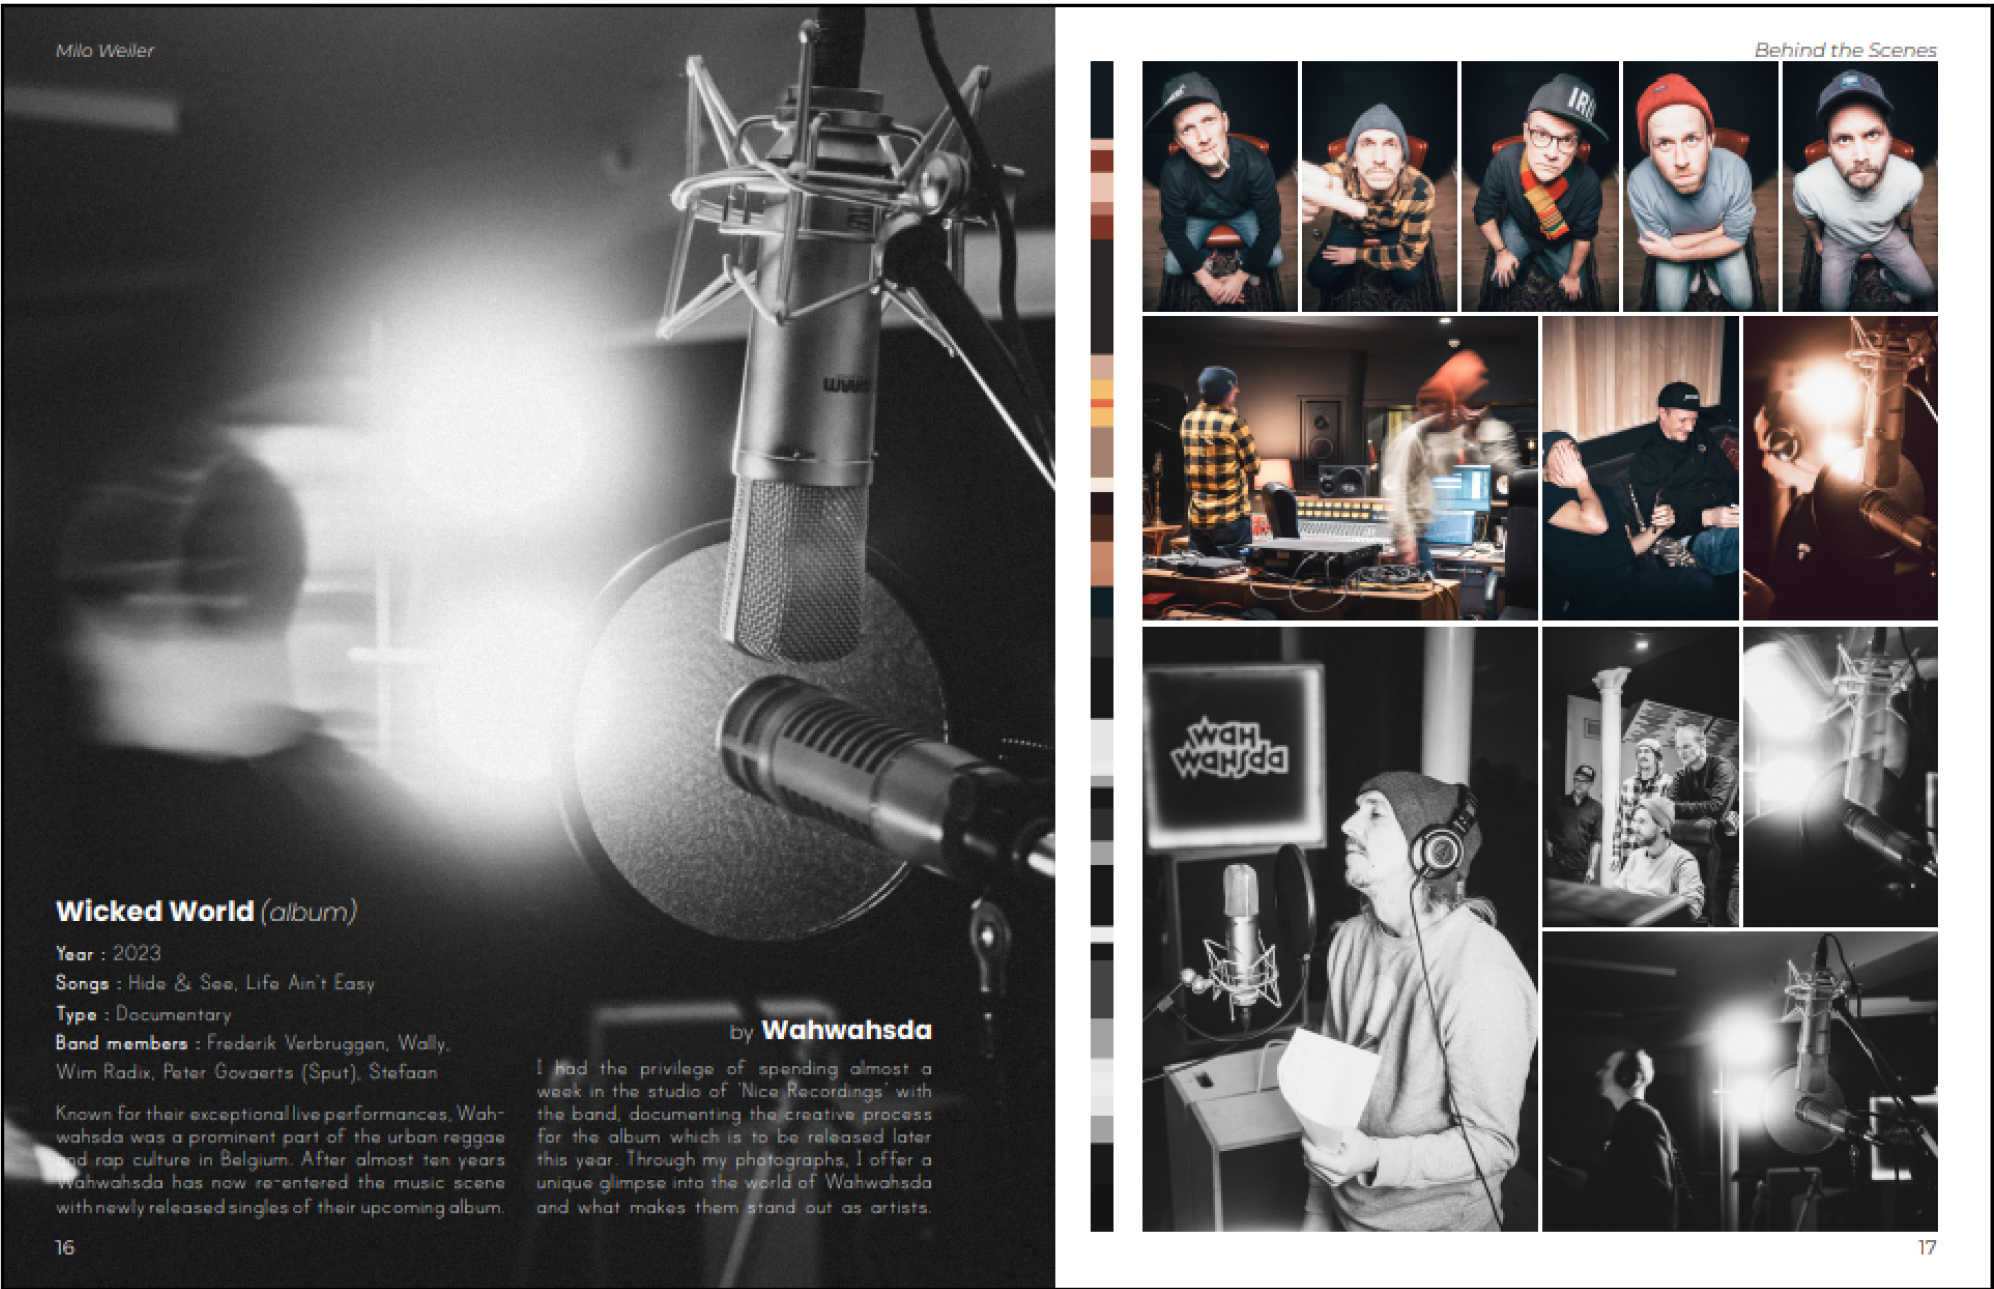 Milo Weiler
Wicked World (album)
Year : 2023
Songs : Hide & See, Life Ain't Easy
Type : Documentary
Band members : Frederik Verbruggen, Wally,
Wim Radix, Peter Govaerts (Sput), Stefaan
Known for their exceptional live performances, Wah-
wahsda was a prominent part of the urban reggae
and rap culture in Belgium. After almost ten years
Wahwahsda has now re-entered the music scene
with newly released singles of their upcoming album.
by Wahwahsda
I had the privilege of spending almost a
week in the studio of 'Nice Recordings' with
the band, documenting the creative process
for the album which is to be released later
this year. Through my photographs, I offer a
unique glimpse into the world of Wahwahsda
and what makes them stand out as artists.
16
Behind the Scenes
waH
waHsda
17